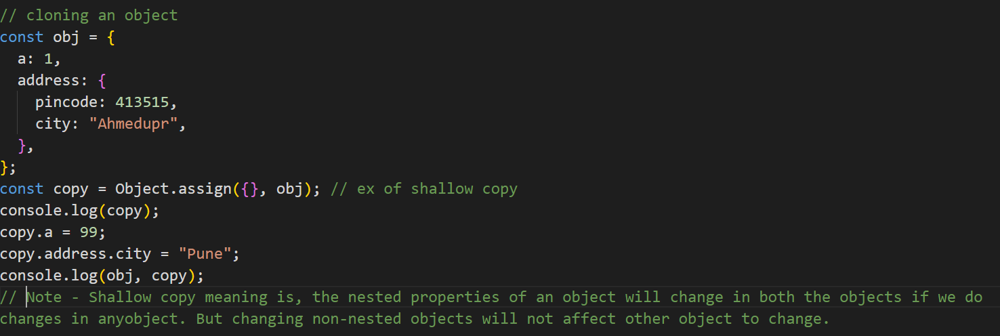 // cloning an object
const obj = {
  a: 1,
  address: {
    pincode: 413515,
    city: "Ahmedupr",
  },
};
const copy = Object.assign({}, obj); // ex of shallow copy
console.log(copy);
copy.a = 99;
copy.address.city = "Pune";
console.log(obj, copy);
// Note - Shallow copy meaning is, the nested properties of an object will change in both the objects if we do
changes in anyobject. But changing non-nested objects will not affect other object to change.